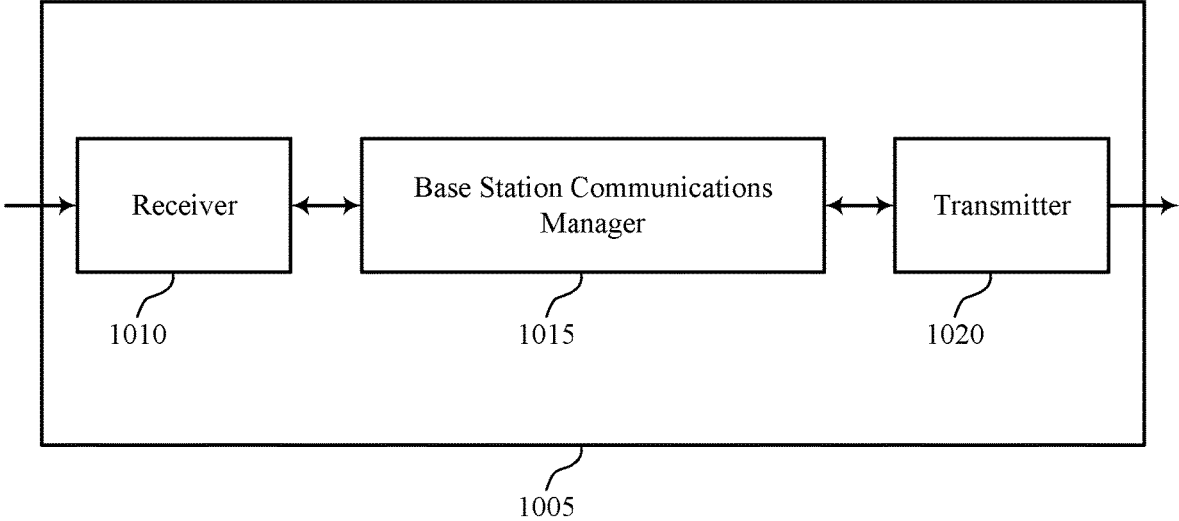 Receiver
Base Station Communications
Manager
Transmitter
1010
1015
1020
1005